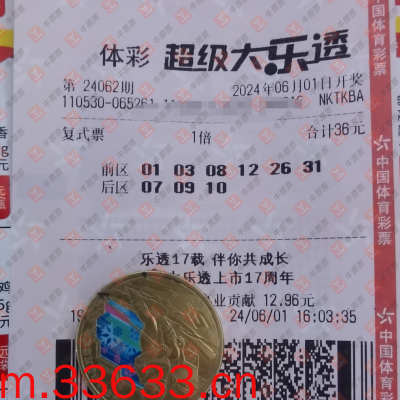 体彩 超级大乐透
第 24062期 2024年06月01日开奖
110530-065261 NKTKBA
复式票 1倍 合计36元
前区 01 03 08 12 26 31
后区 07 09 10
乐透17载 伴你共成长
大乐透上市17周年
业贡献 12.96元
24/06/01 16:03:35
中国体育彩票
中国体育彩票
m.33633.cn